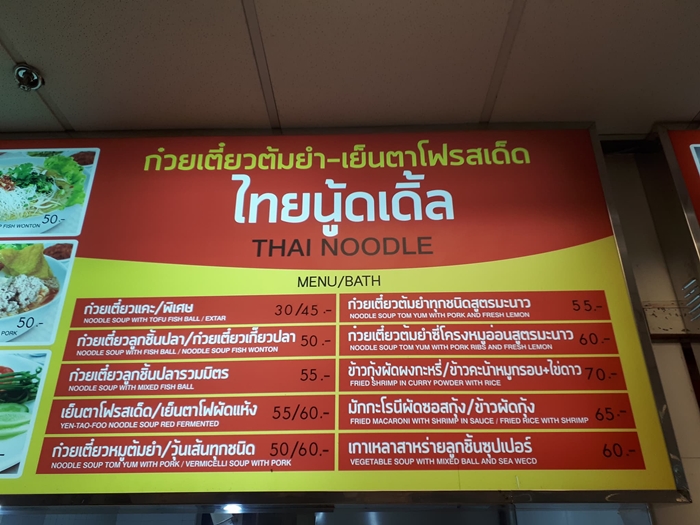 ก๋วยเตี๋ยวต้มยำ-เย็นตาโฟรสเด็ด
ไทยนู้ดเดิ้ล
THAI NOODLE
MENU/BATH
FISH WONTON 50.-
PORK 50.-
ก๋วยเตี๋ยวแคะ/พิเศษ 30/45.-
NOODLE SOUP WITH TOFU FISH BALL / EXTAR
ก๋วยเตี๋ยวลูกชิ้นปลา/ก๋วยเตี๋ยวเกี๊ยวปลา 50.-
NOODLE SOUP WITH FISH BALL / NOODLE SOUP FISH WONTON
ก๋วยเตี๋ยวลูกชิ้นปลารวมมิตร 55.-
NOODLE SOUP WITH MIXED FISH BALL
เย็นตาโฟรสเด็ด/เย็นตาโฟผัดแห้ง 55/60.-
YEN-TAO-FOO NOODLE SOUP RED FERMENTED
ก๋วยเตี๋ยวหมูต้มยำ/วุ้นเส้นทุกชนิด 50/60.-
NOODLE SOUP TOM YUM WITH PORK / VERMICELLI SOUP WITH PORK
ก๋วยเตี๋ยวต้มยำทุกชนิดสูตรมะนาว 55.-
NOODLE SOUP TOM YUM WITH PORK AND FRESH LEMON
ก๋วยเตี๋ยวต้มยำซี่โครงหมูอ่อนสูตรมะนาว 60.-
NOODLE SOUP TOM YUM WITH PORK RIBS AND FRESH LEMON
ข้าวกุ้งผัดผงกะหรี่/ข้าวคะน้าหมูกรอบ+ไข่ดาว 70.-
FRIED SHRIMP IN CURRY POWDER WITH RICE
มักกะโรนีผัดซอสกุ้ง/ข้าวผัดกุ้ง 65.-
FRIED MACARONI WITH SHRIMP IN SAUCE / FRIED RICE WITH SHRIMP
เกาเหลาสาหร่ายลูกชิ้นซุปเปอร์ 60.-
VEGETABLE SOUP WITH MIXED BALL AND SEA WECD